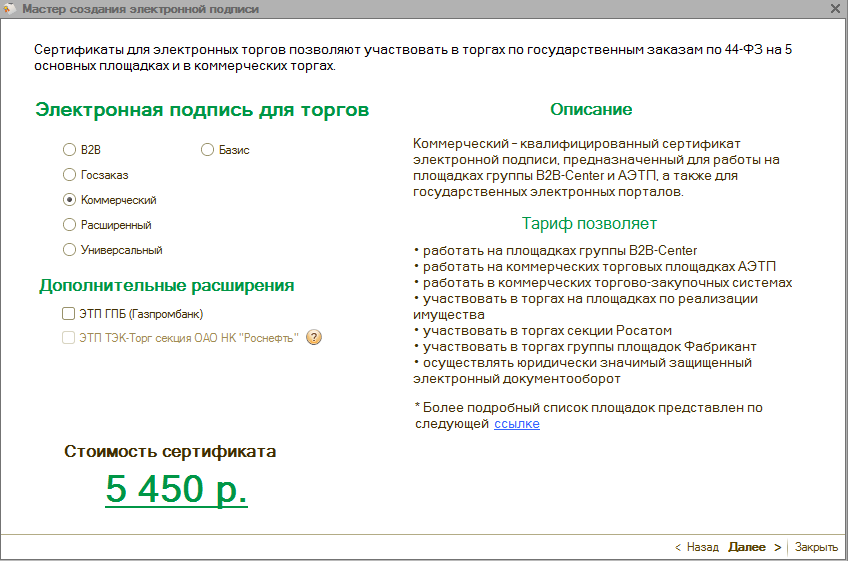 Мастер создания электронной подписи
Сертификаты для электронных торгов позволяют участвовать в торгах по государственным заказам по 44-ФЗ на 5
основных площадках и в коммерческих торгах.
Электронная подпись для торгов
B2B
Базис
Госзаказ
Коммерческий
Расширенный
Универсальный
Дополнительные расширения
ЭТП ГПБ (Газпромбанк)
ЭТП ТЭК-Торг секция ОАО НК "Роснефть" ?
Стоимость сертификата
5 450 р.
Описание
Коммерческий – квалифицированный сертификат
электронной подписи, предназначенный для работы на
площадках группы B2B-Center и АЭТП, а также для
государственных электронных порталов.
Тариф позволяет
• работать на площадках группы B2B-Center
• работать на коммерческих торговых площадках АЭТП
• работать в коммерческих торгово-закупочных системах
• участвовать в торгах на площадках по реализации
имущества
• участвовать в торгах секции Росатом
• участвовать в торгах группы площадок Фабрикант
• осуществлять юридически значимый защищенный
электронный документооборот
* Более подробный список площадок представлен по
следующей ссылке
< Назад Далее > Закрыть